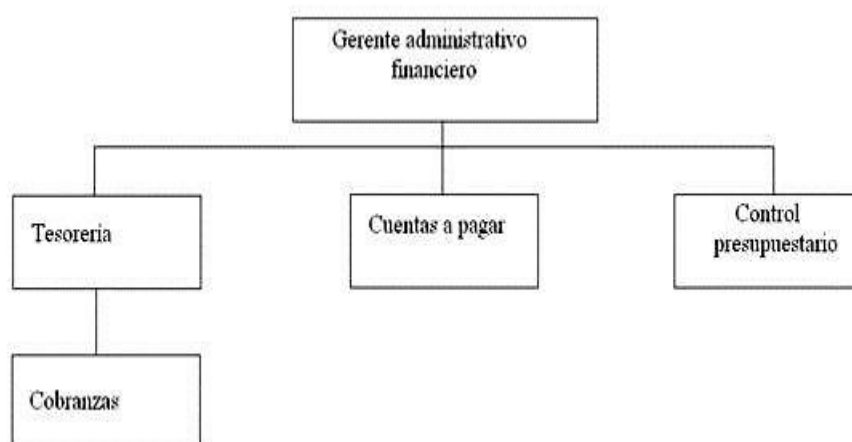 Gerente administrativo
financiero
Tesoreria
Cuentas a pagar
Control
presupuestario
Cobranzas